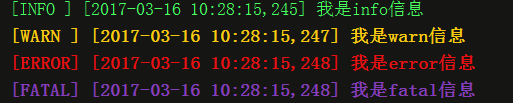 [INFO ] [2017-03-16 10:28:15,245] 我是info信息
[WARN ] [2017-03-16 10:28:15,247] 我是warn信息
[ERROR] [2017-03-16 10:28:15,248] 我是error信息
[FATAL] [2017-03-16 10:28:15,248] 我是fatal信息